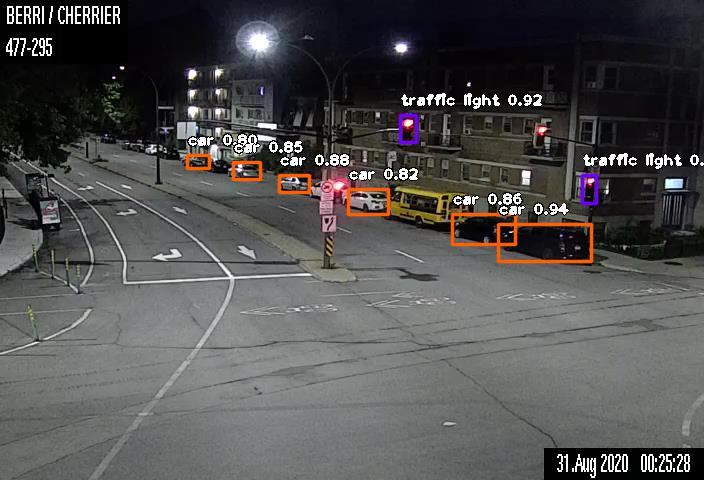 BERRI / CHERRIER
477-295
traffic light 0.92
car 0.80
car 0.85
car 0.88
traffic light 0.
car 0.82
car 0.86
car 0.94
31.Aug 2020 00:25:28